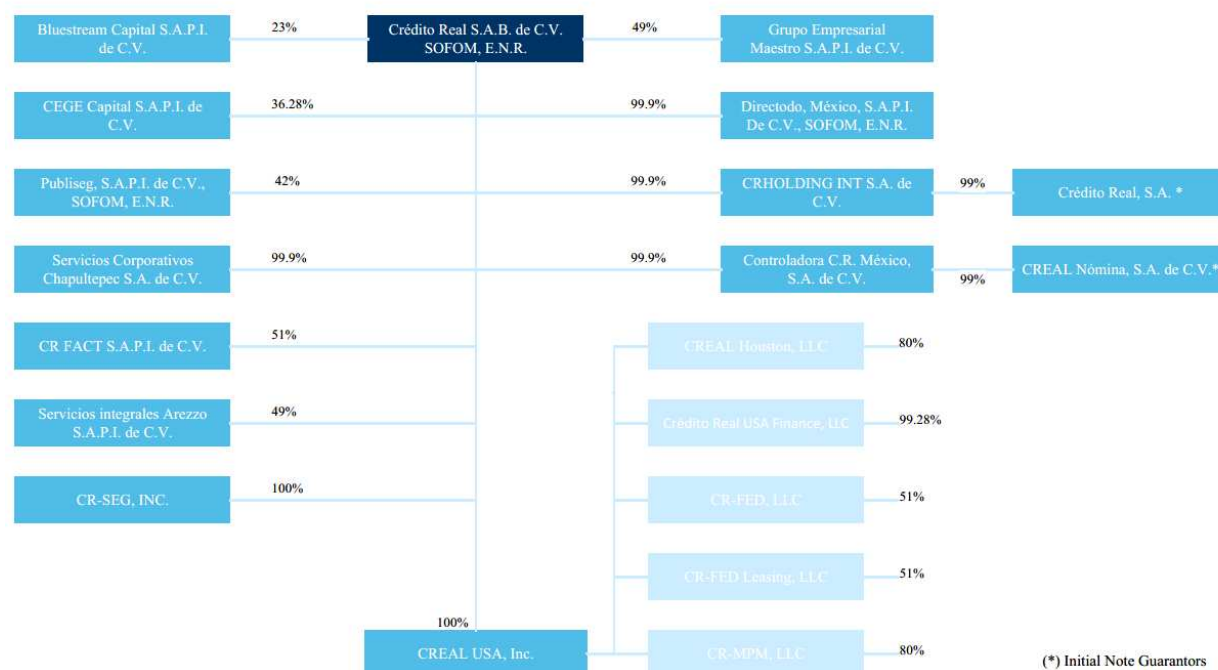 Bluestream Capital S.A.P.I.
de C.V.
23%
Crédito Real S.A.B. de C.V.
SOFOM, E.N.R.
49%
Grupo Empresarial
Maestro S.A.P.I. de C.V.
CEGE Capital S.A.P.I. de
C.V.
36.28%
99.9%
Directodo, México, S.A.P.I.
De C.V., SOFOM, E.N.R.
Publiseg, S.A.P.I. de C.V.,
SOFOM, E.N.R.
42%
99.9%
CRHOLDING INT S.A. de
C.V.
99%
Crédito Real, S.A. *
Servicios Corporativos
Chapultepec S.A. de C.V.
99.9%
99.9%
Controladora C.R. México,
S.A. de C.V.
99%
CREAL Nómina, S.A. de C.V.*
CR FACT S.A.P.I. de C.V.
51%
CREAL Houston, LLC
80%
Servicios integrales Arezzo
S.A.P.I. de C.V.
49%
Crédito Real USA Finance, LLC
99.28%
CR-SEG, INC.
100%
CR-FED, LLC
51%
CR-FED Leasing, LLC
51%
100%
CREAL USA, Inc.
CR-MPM, LLC
80%
(*) Initial Note Guarantors